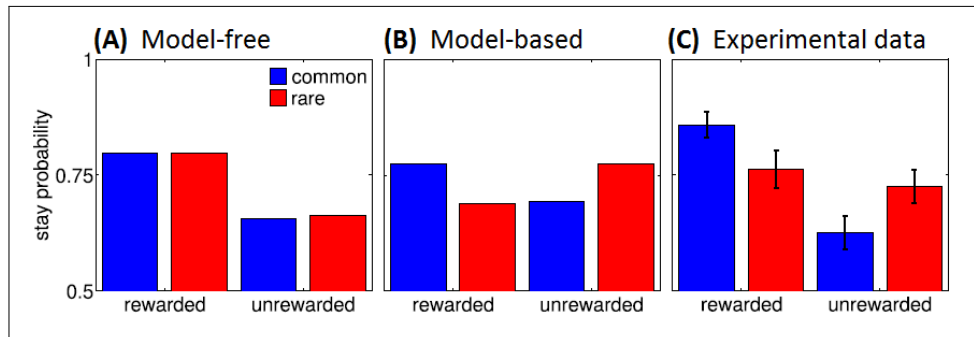 (A) Model-free
(B) Model-based
(C) Experimental data
1
0.75
0.5
stay probability
common
rare
rewarded unrewarded
rewarded unrewarded
rewarded unrewarded